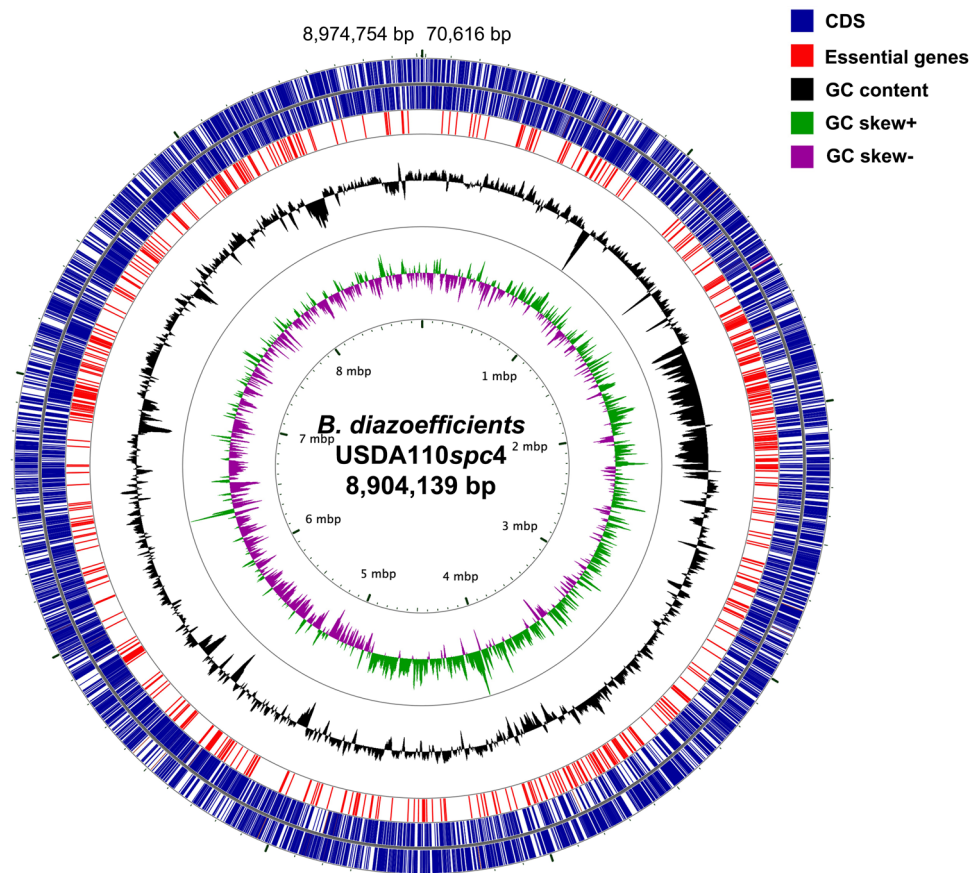 8,974,754 bp 70,616 bp
CDS
Essential genes
GC content
GC skew+
GC skew-
8 mbp
1 mbp
7 mbp
2 mbp
6 mbp
3 mbp
5 mbp
4 mbp
B. diazoefficients
USDA110spc4
8,904,139 bp